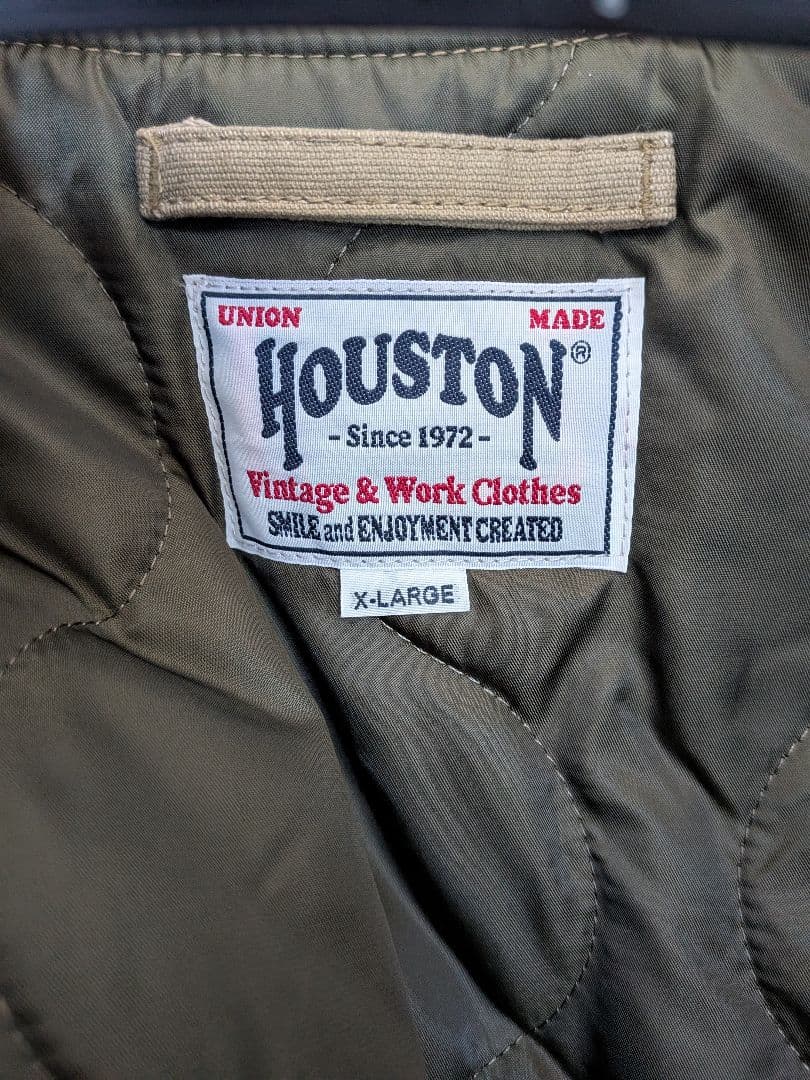 UNION MADE
HOUSTON®
- Since 1972 -
Vintage & Work Clothes
SMILE and ENJOYMENT CREATED
X-LARGE